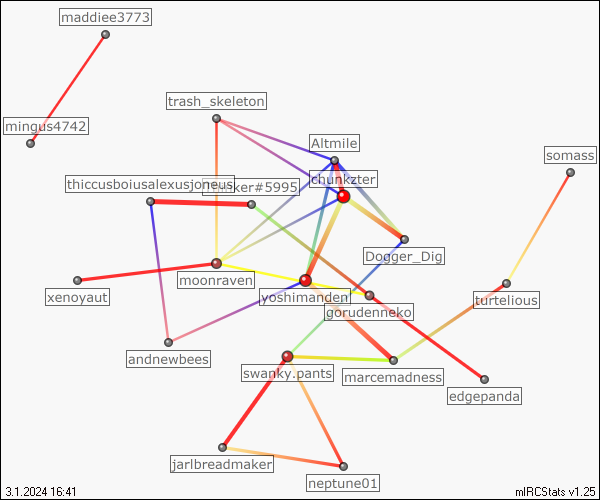 maddiee3773
trash_skeleton
mingus4742
Altmile
somass
chunkzter
thiccusboiusalexusjoneus
#5995
Dogger_Dig
moonraven
xenoyaut
yoshimanden
turtelious
gorudenneko
andnewbees
swanky.pants
marcemadness
edgepanda
jarlbreadmaker
neptune01
3.1.2024 16:41
mIRCStats v1.25